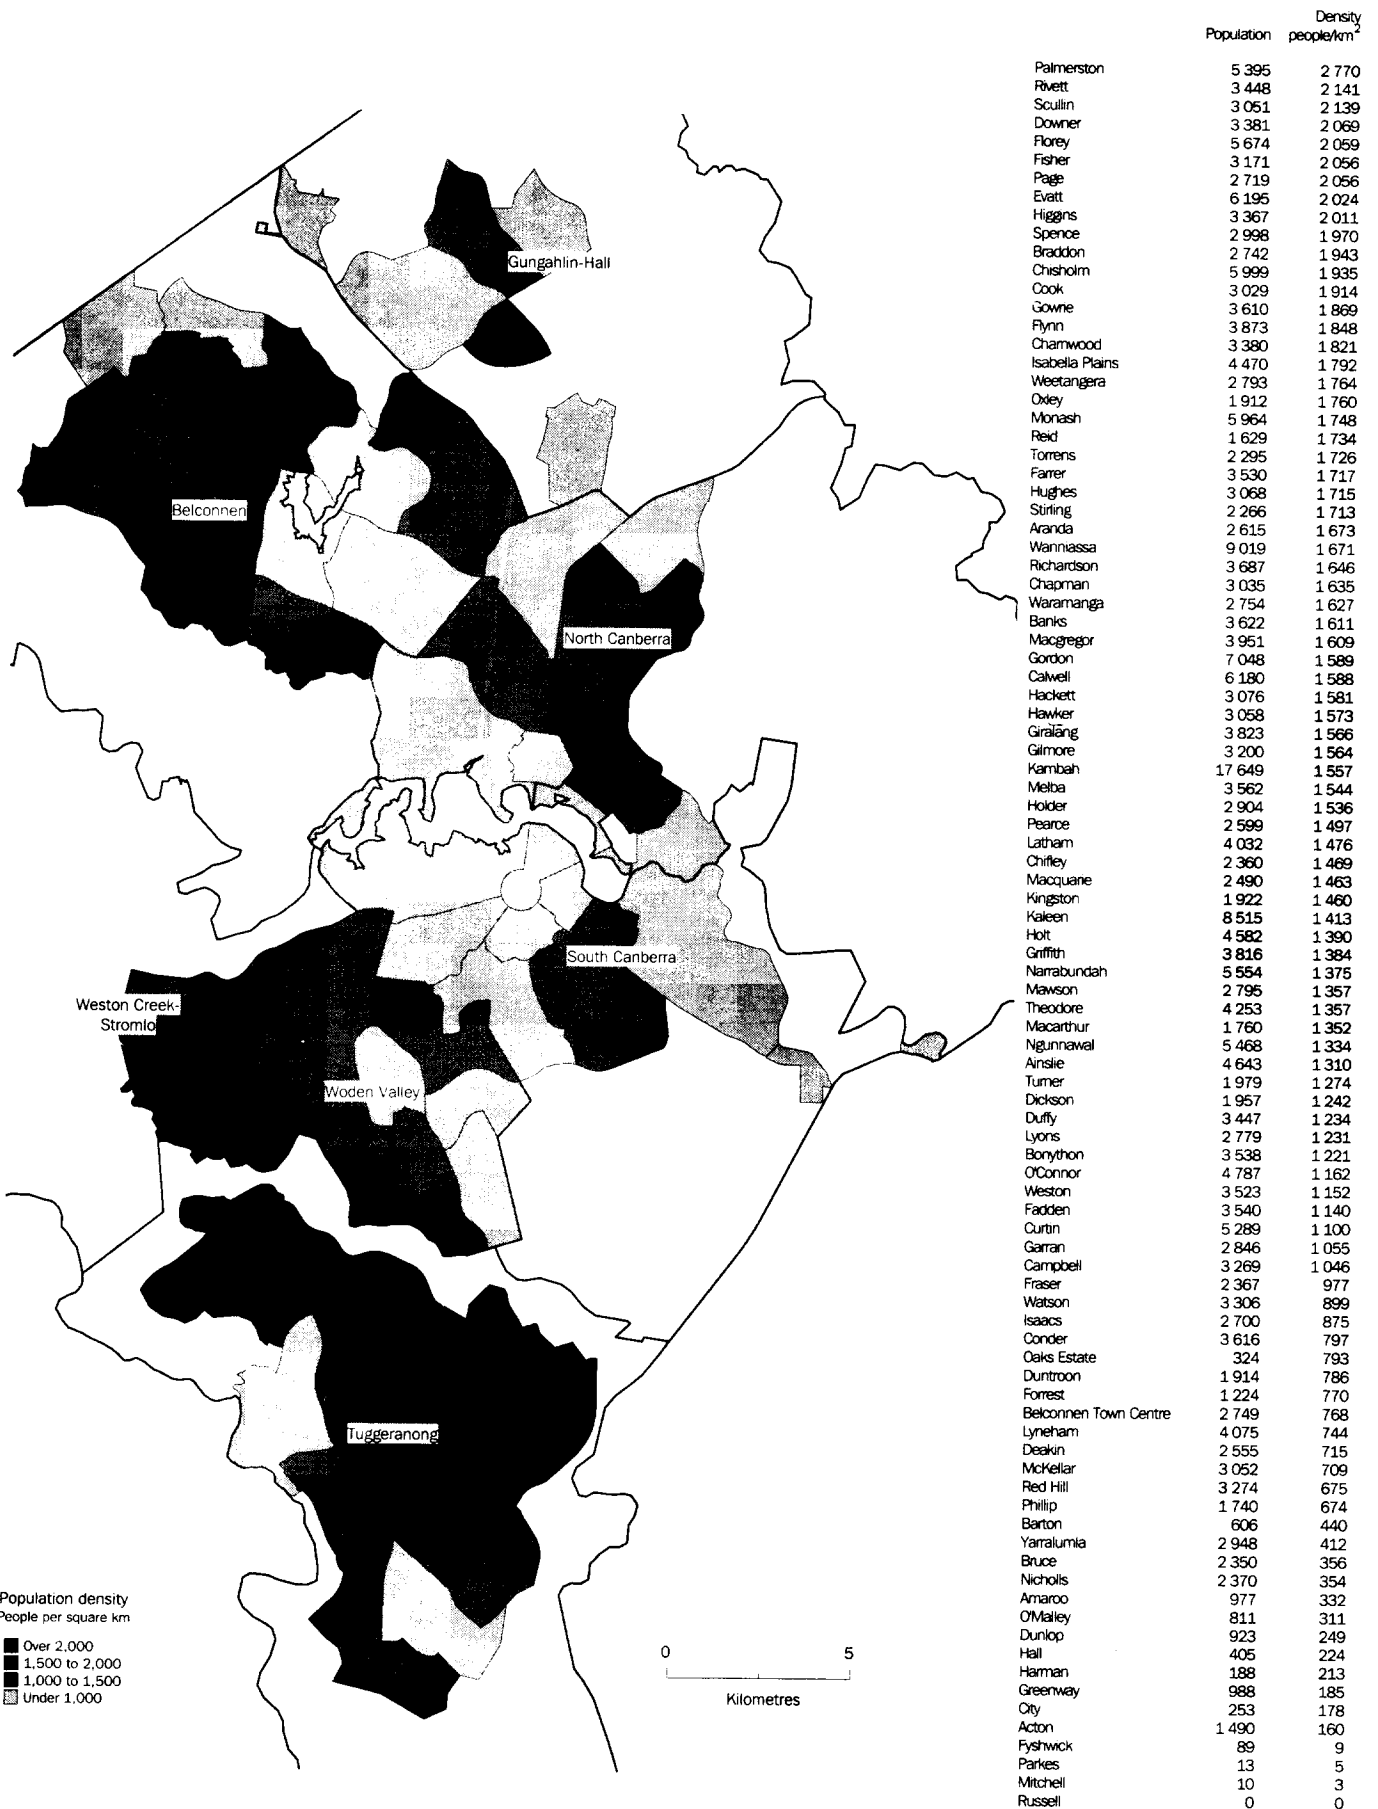 Density
Population people/km²
Palmerston 5 395 2 770
Rivett 3 448 2 141
Scullin 3 051 2 139
Downer 3 381 2 069
Florey 5 674 2 059
Fisher 3 171 2 056
Page 2 719 2 056
Evatt 6 195 2 024
Higgins 3 367 2 011
Spence 2 998 1 970
Braddon 2 742 1 943
Chisholm 5 999 1 935
Cook 3 029 1 914
Gowrie 3 610 1 869
Flynn 3 873 1 848
Charnwood 3 380 1 821
Isabella Plains 4 470 1 792
Weetangera 2 793 1 764
Oxley 1 912 1 760
Monash 5 964 1 748
Reid 1 629 1 734
Torrens 2 295 1 726
Farrer 3 530 1 717
Hughes 3 068 1 715
Stirling 2 266 1 713
Aranda 2 615 1 673
Wanniassa 9 019 1 671
Richardson 3 687 1 646
Chapman 3 035 1 635
Waramanga 2 754 1 627
Banks 3 622 1 611
Macgregor 3 951 1 609
Gordon 7 048 1 589
Calwell 6 180 1 588
Hackett 3 076 1 581
Hawker 3 058 1 573
Giralang 3 823 1 566
Gilmore 3 200 1 564
Kambah 17 649 1 557
Melba 3 562 1 544
Holder 2 904 1 536
Pearce 2 599 1 497
Latham 4 032 1 476
Chifley 2 360 1 469
Macquarie 2 490 1 463
Kingston 1 922 1 460
Kaleen 8 515 1 413
Holt 4 582 1 390
Griffith 3 816 1 384
Narrabundah 5 554 1 375
Mawson 2 795 1 357
Theodore 4 253 1 357
Macarthur 1 760 1 352
Ngunnawal 5 468 1 334
Ainslie 4 643 1 310
Turner 1 979 1 274
Dickson 1 957 1 242
Duffy 3 447 1 234
Lyons 2 779 1 231
Bonython 3 538 1 221
O'Connor 4 787 1 162
Weston 3 523 1 152
Fadden 3 540 1 140
Curtin 5 289 1 100
Garran 2 846 1 055
Campbell 3 269 1 046
Fraser 2 367 977
Watson 3 306 899
Isaacs 2 700 875
Conder 3 616 797
Oaks Estate 324 793
Duntroon 1 914 786
Forrest 1 224 770
Belconnen Town Centre 2 749 768
Lyneham 4 075 744
Deakin 2 555 715
McKellar 3 052 709
Red Hill 3 274 675
Phillip 1 740 674
Barton 606 440
Yarralumla 2 948 412
Bruce 2 350 356
Nicholls 2 370 354
Amaroo 977 332
O'Malley 811 311
Dunlop 923 249
Hall 405 224
Harman 188 213
Greenway 988 185
City 253 178
Acton 1 490 160
Fyshwick 89 9
Parkes 13 5
Mitchell 10 3
Russell 0 0
Gungahlin-Hall
Belconnen
North Canberra
South Canberra
Weston Creek-
Stromlo
Woden Valley
Tuggeranong
Population density
People per square km
Over 2,000
1,500 to 2,000
1,000 to 1,500
Under 1,000
0 5
Kilometres